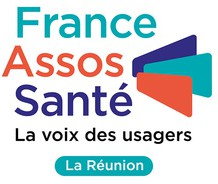 France
Assos
Santé
La voix des usagers
La Réunion